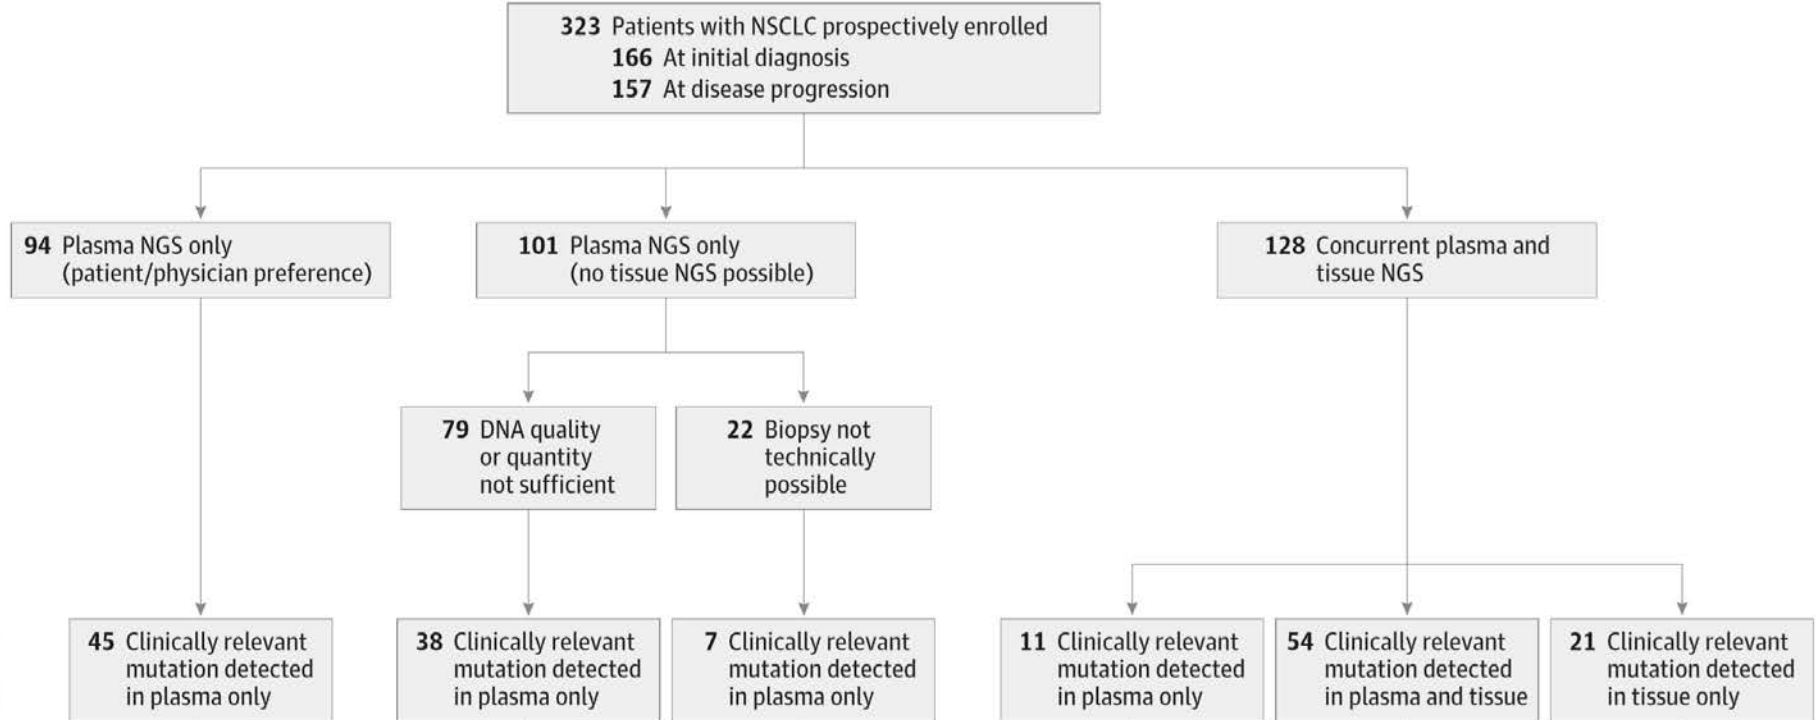 323 Patients with NSCLC prospectively enrolled
166 At initial diagnosis
157 At disease progression
94 Plasma NGS only
(patient/physician preference)
101 Plasma NGS only
(no tissue NGS possible)
128 Concurrent plasma and
tissue NGS
79 DNA quality
or quantity
not sufficient
22 Biopsy not
technically
possible
45 Clinically relevant
mutation detected
in plasma only
38 Clinically relevant
mutation detected
in plasma only
7 Clinically relevant
mutation detected
in plasma only
11 Clinically relevant
mutation detected
in plasma only
54 Clinically relevant
mutation detected
in plasma and tissue
21 Clinically relevant
mutation detected
in tissue only